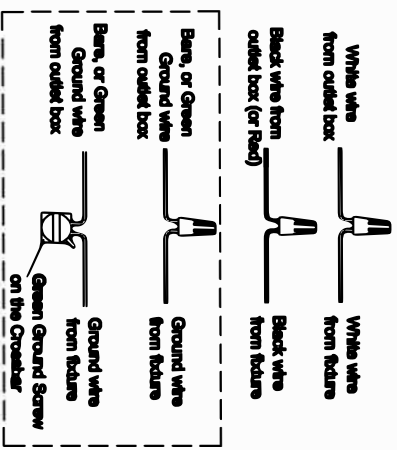 White wire
from outlet box
White wire
from fixture
Black wire from
outlet box (or Red)
Black wire
from fixture
Bare, or Green
Ground wire
from outlet box
Ground wire
from fixture
Bare, or Green
Ground wire
from outlet box
Ground wire
from fixture
Green Ground Screw
on the Crossbar